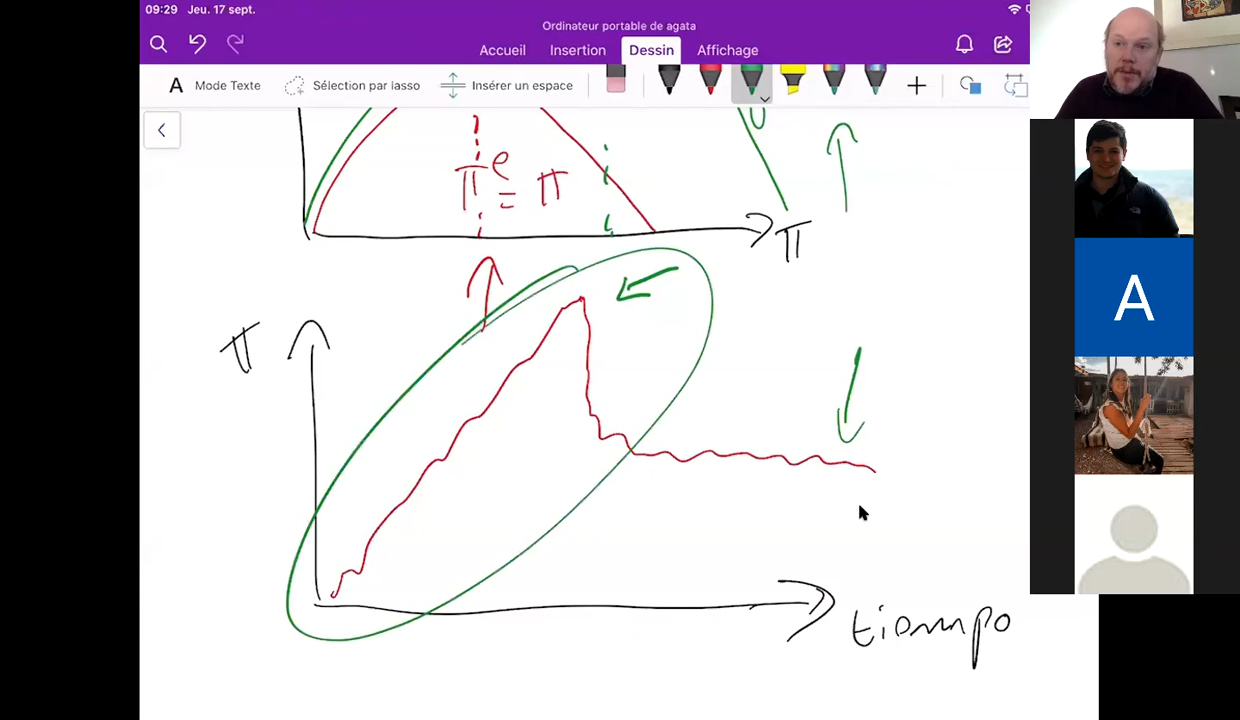 09:29 Jeu. 17 sept.
Ordinateur portable de agata
Accueil Insertion Dessin Affichage
A Mode Texte Sélection par lasso Insérer un espace
π^e = π
π
π
tiempo
A